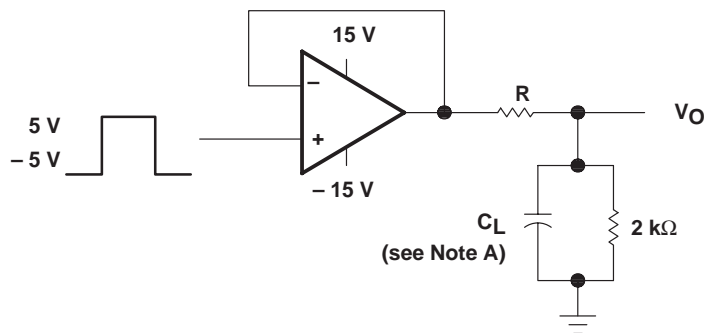 15 V
–
+
– 15 V
5 V
– 5 V
R
VO
CL
(see Note A)
2 kΩ